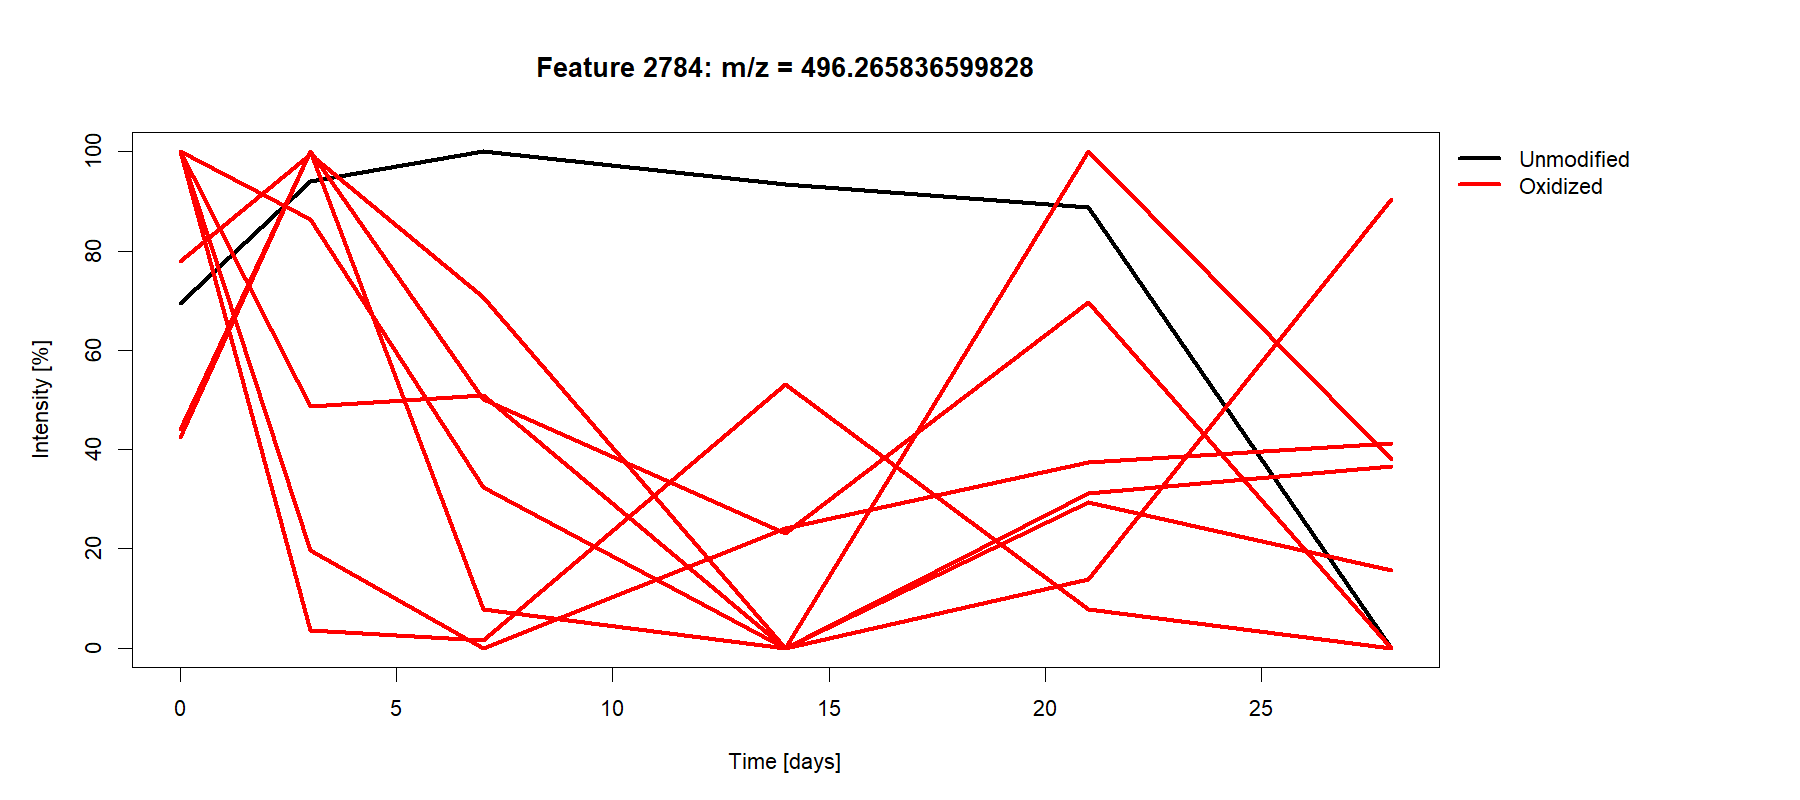 Feature 2784: m/z = 496.265836599828
Unmodified
Oxidized
Intensity [%]
100
80
60
40
20
0
0 5 10 15 20 25
Time [days]